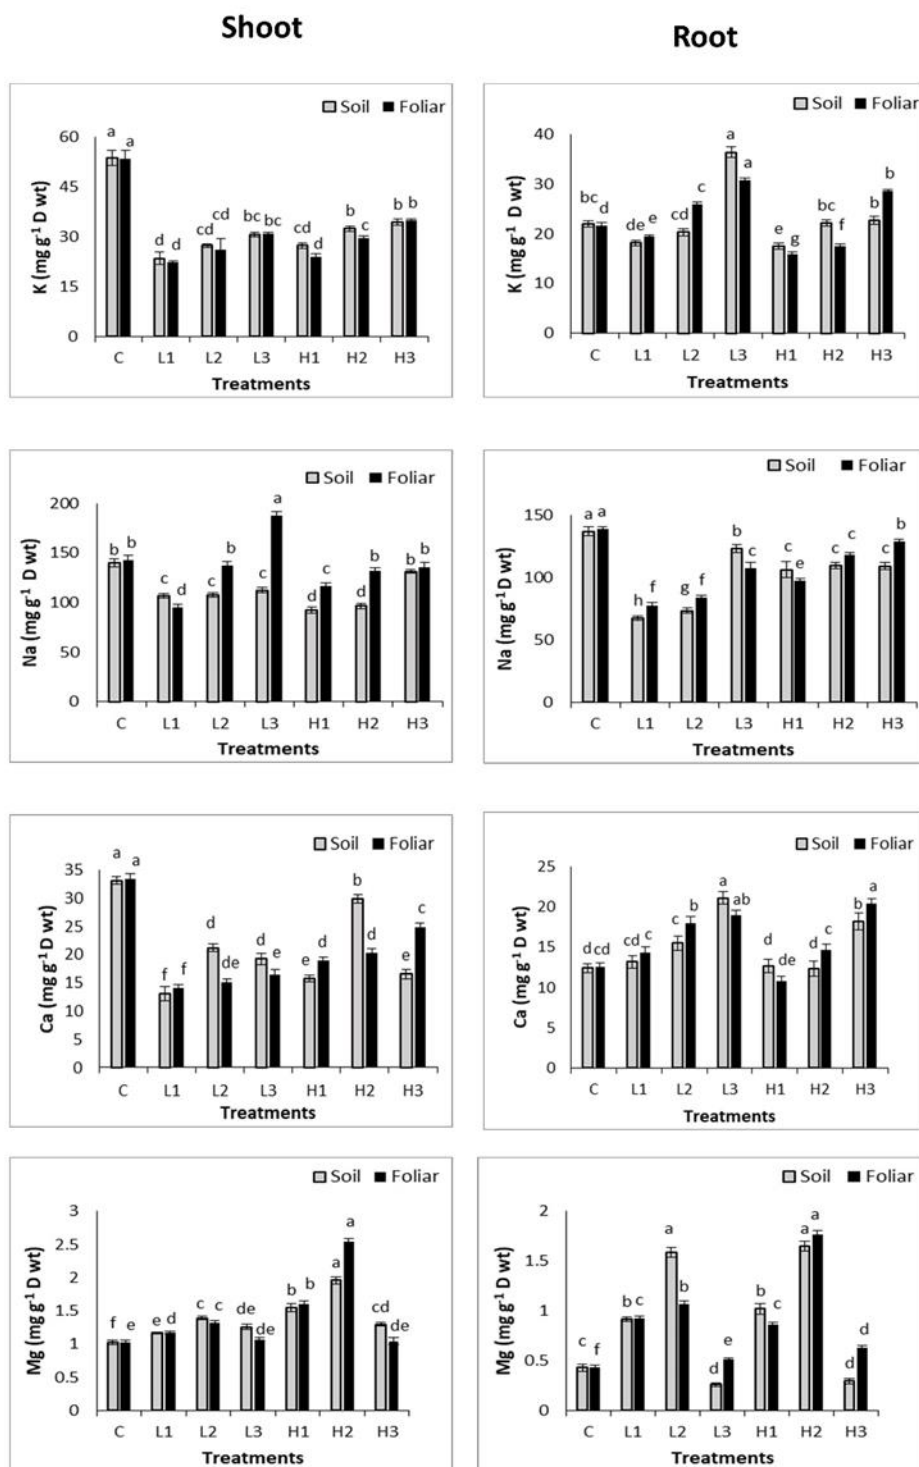 Shoot
Root
Soil Foliar
K (mg g-1 D wt)
60
45
30
15
0
a a
d d
cd cd
bc bc
cd d
b c
b b
C L1 L2 L3 H1 H2 H3
Treatments
Soil Foliar
K (mg g-1 D wt)
40
30
20
10
0
bc bc
de e
cd c
a a
e g
bc f
b b
C L1 L2 L3 H1 H2 H3
Treatments
Soil Foliar
Na (mg g-1 D wt)
200
150
100
50
0
b b
c d
c b
c a
d c
d b
b b
C L1 L2 L3 H1 H2 H3
Treatments
Soil Foliar
Na (mg g-1 D wt)
150
100
50
0
a a
h f
g f
b c
c e
c c
c b
C L1 L2 L3 H1 H2 H3
Treatments
Soil Foliar
Ca (mg g-1 D wt)
35
30
25
20
15
10
5
0
a a
f f
d de
d e
e d
b d
e c
C L1 L2 L3 H1 H2 H3
Treatments
Soil Foliar
Ca (mg g-1 D wt)
25
20
15
10
5
0
d cd
cd c
c b
a ab
d de
d c
b a
C L1 L2 L3 H1 H2 H3
Treatments
Soil Foliar
Mg (mg g-1 D wt)
3
2.5
2
1.5
1
0.5
0
f e
e d
c c
de de
b b
a a
cd de
C L1 L2 L3 H1 H2 H3
Treatments
Soil Foliar
Mg (mg g-1 D wt)
2
1.5
1
0.5
0
c f
b c
a b
d e
b c
a a
d d
C L1 L2 L3 H1 H2 H3
Treatments